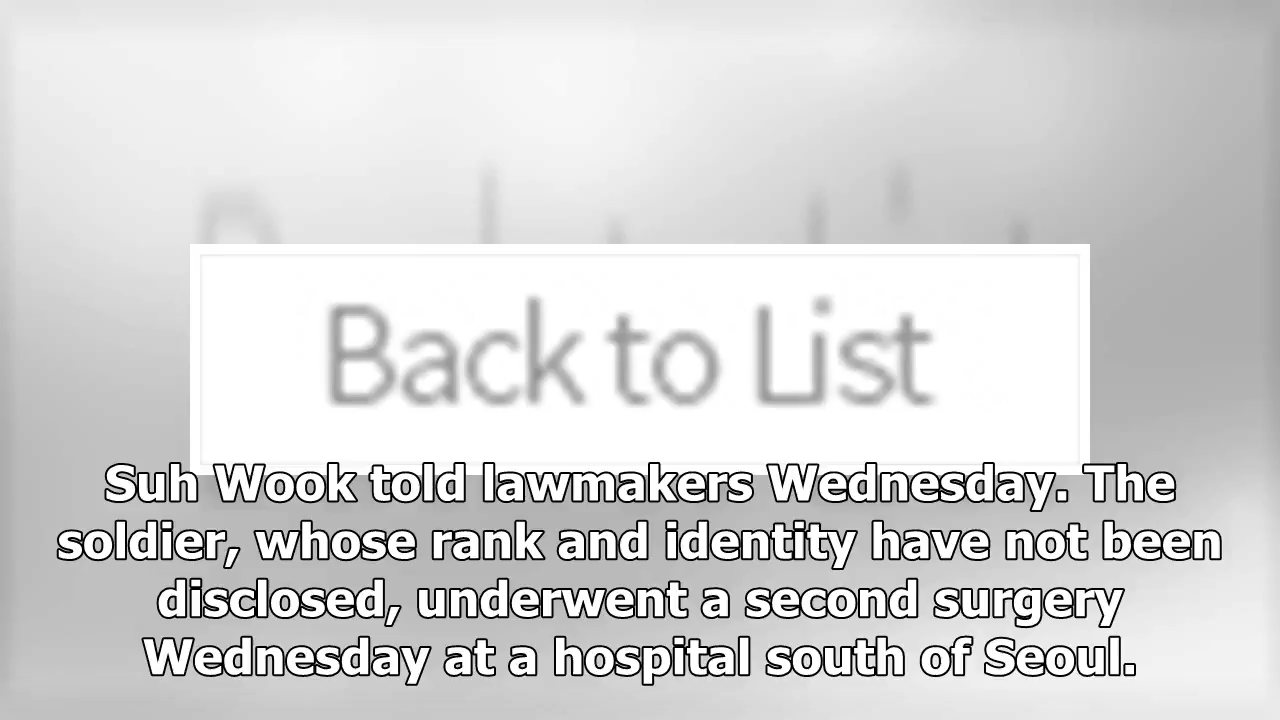 Back to List
Suh Wook told lawmakers Wednesday. The
soldier, whose rank and identity have not been
disclosed, underwent a second surgery
Wednesday at a hospital south of Seoul.